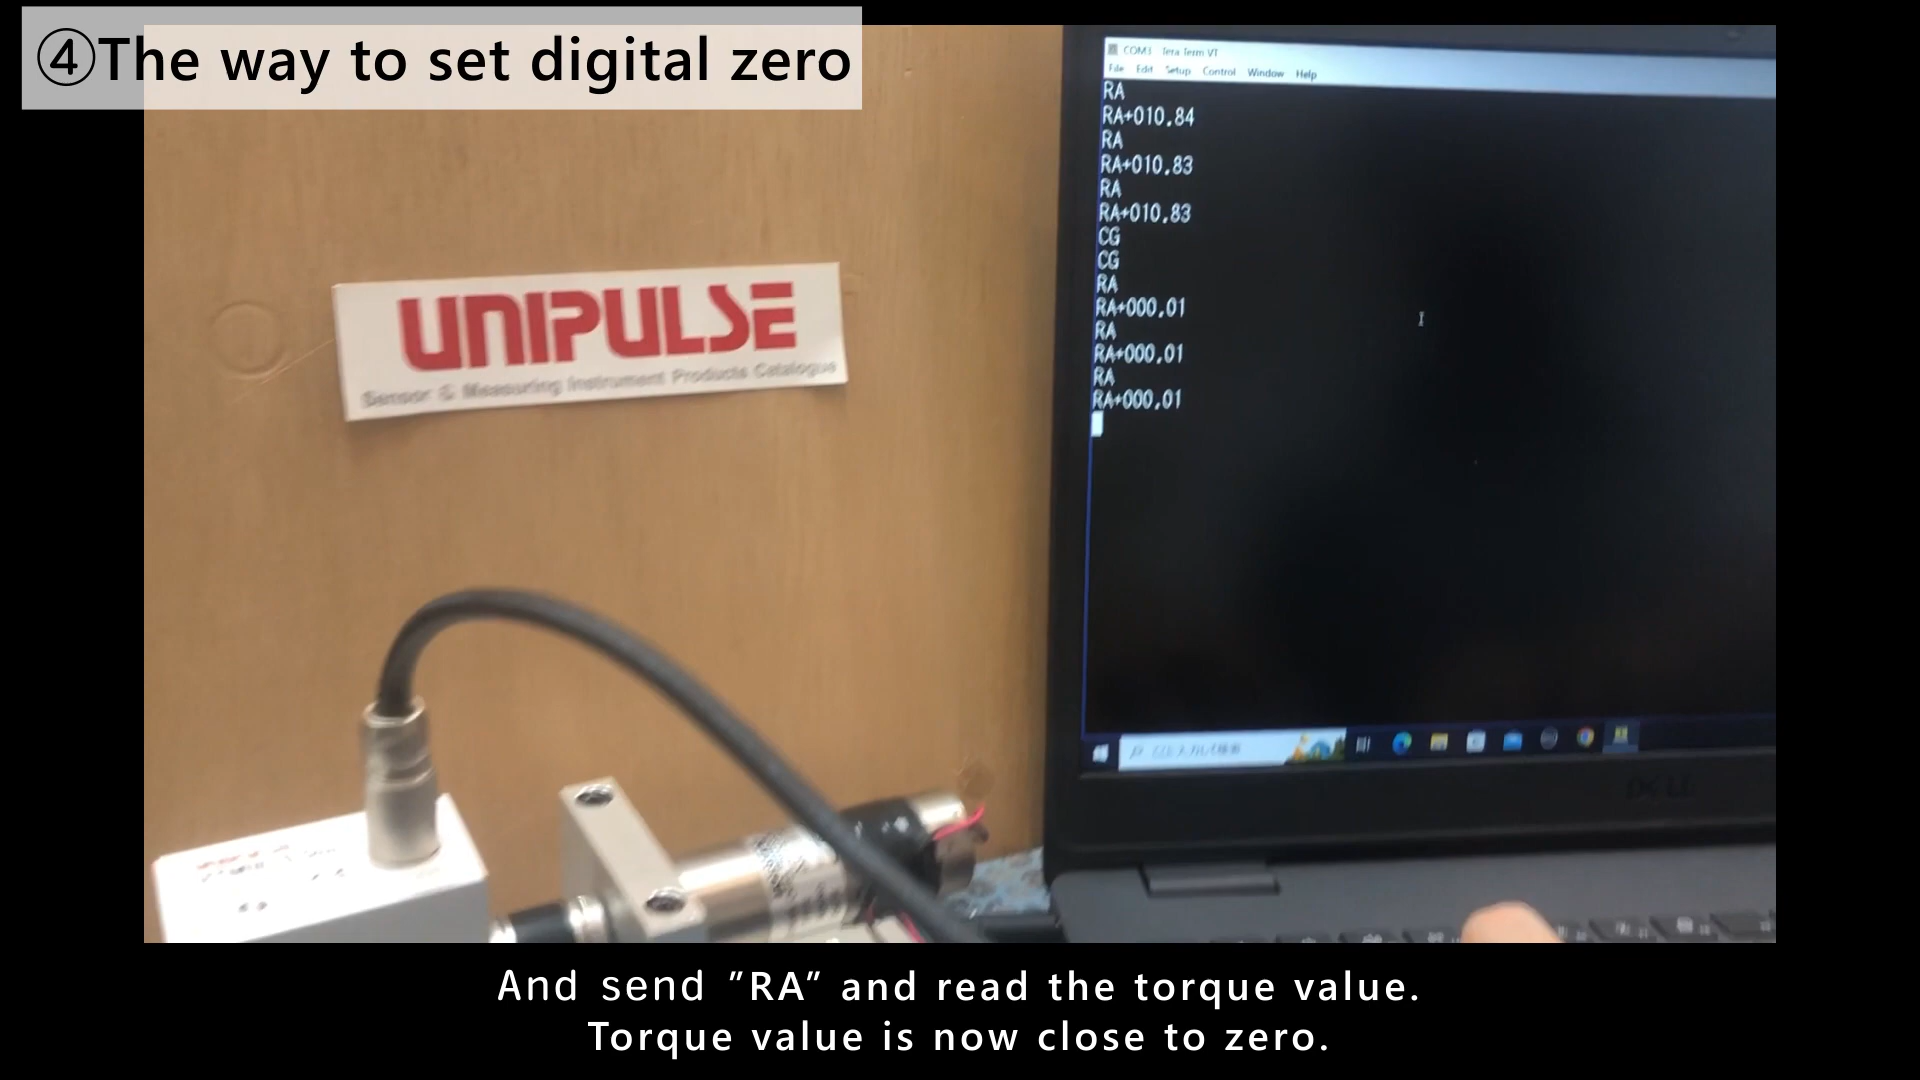 ④The way to set digital zero
COM3 Tera Term VT
File Edit Setup Control Window Help
RA
RA+010.84
RA
RA+010.83
RA
RA+010.83
CG
CG
RA
RA+000.01
RA
RA+000.01
RA
RA+000.01
UNIPULSE
Sensor & Measuring Instrument Products Catalogue
DELL
And send "RA" and read the torque value.
Torque value is now close to zero.